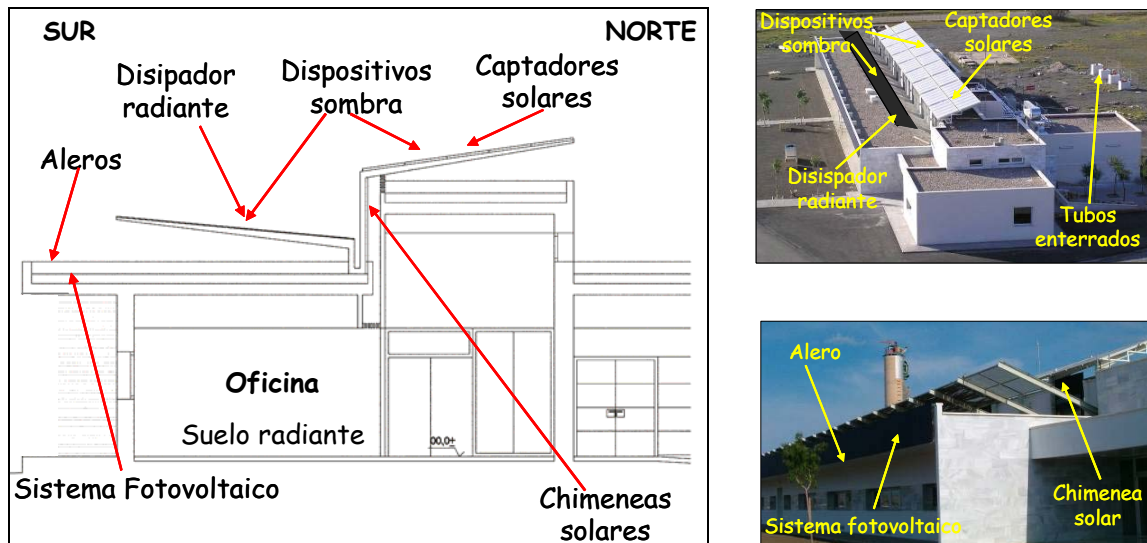 SUR
NORTE
Disipador
radiante
Dispositivos
sombra
Captadores
solares
Aleros
Oficina
Suelo radiante
00,0+
Sistema Fotovoltaico
Chimeneas
solares
Dispositivos
sombra
Captadores
solares
Disispador
radiante
Tubos
enterrados
Alero
Sistema fotovoltaico
Chimenea
solar